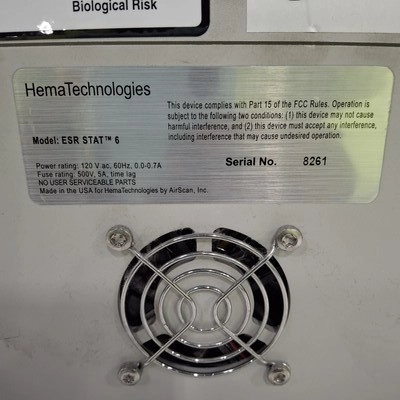 Biological Risk
HemaTechnologies
Model: ESR STAT™ 6
Power rating: 120 V ac, 60Hz, 0.0-0.7A
Fuse rating: 500V, 5A, time lag
NO USER SERVICEABLE PARTS
Made in the USA for HemaTechnologies by AirScan, Inc.
This device complies with Part 15 of the FCC Rules. Operation is
subject to the following two conditions: (1) this device may not cause
harmful interference, and (2) this device must accept any interference,
including interference that may cause undesired operation.
Serial No. 8261